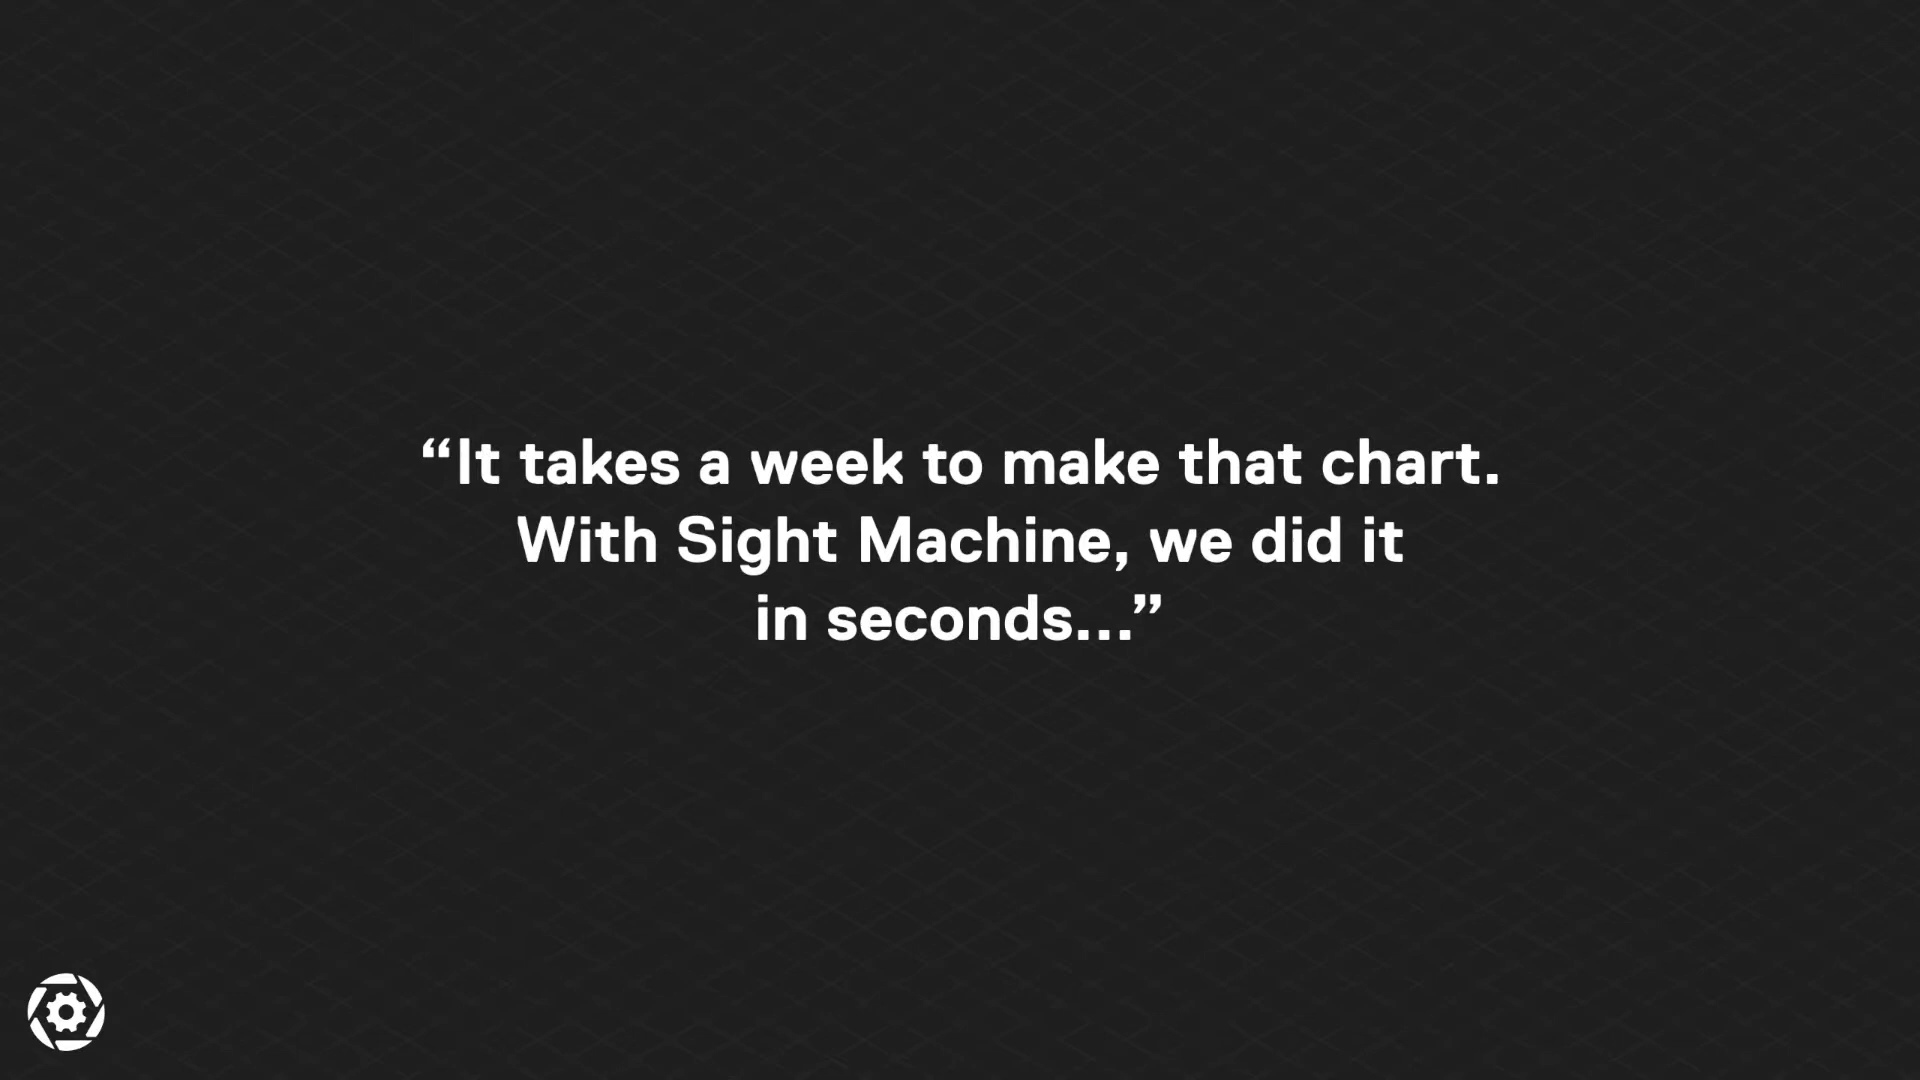 “It takes a week to make that chart.
With Sight Machine, we did it
in seconds...”